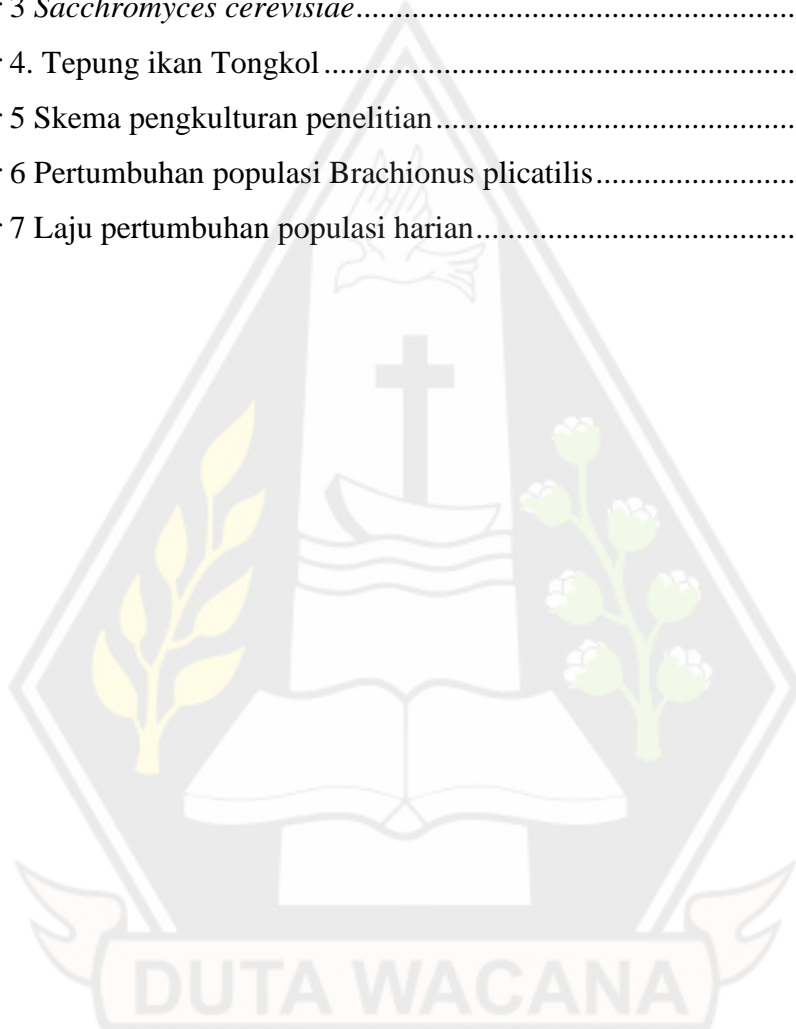 r 3 Sacchromyces cerevisiae.....................................................................
r 4. Tepung ikan Tongkol..........................................................................
r 5 Skema pengkulturan penelitian..........................................................
r 6 Pertumbuhan populasi Brachionus plicatilis................................
r 7 Laju pertumbuhan populasi harian....................................................
DUTA WACANA